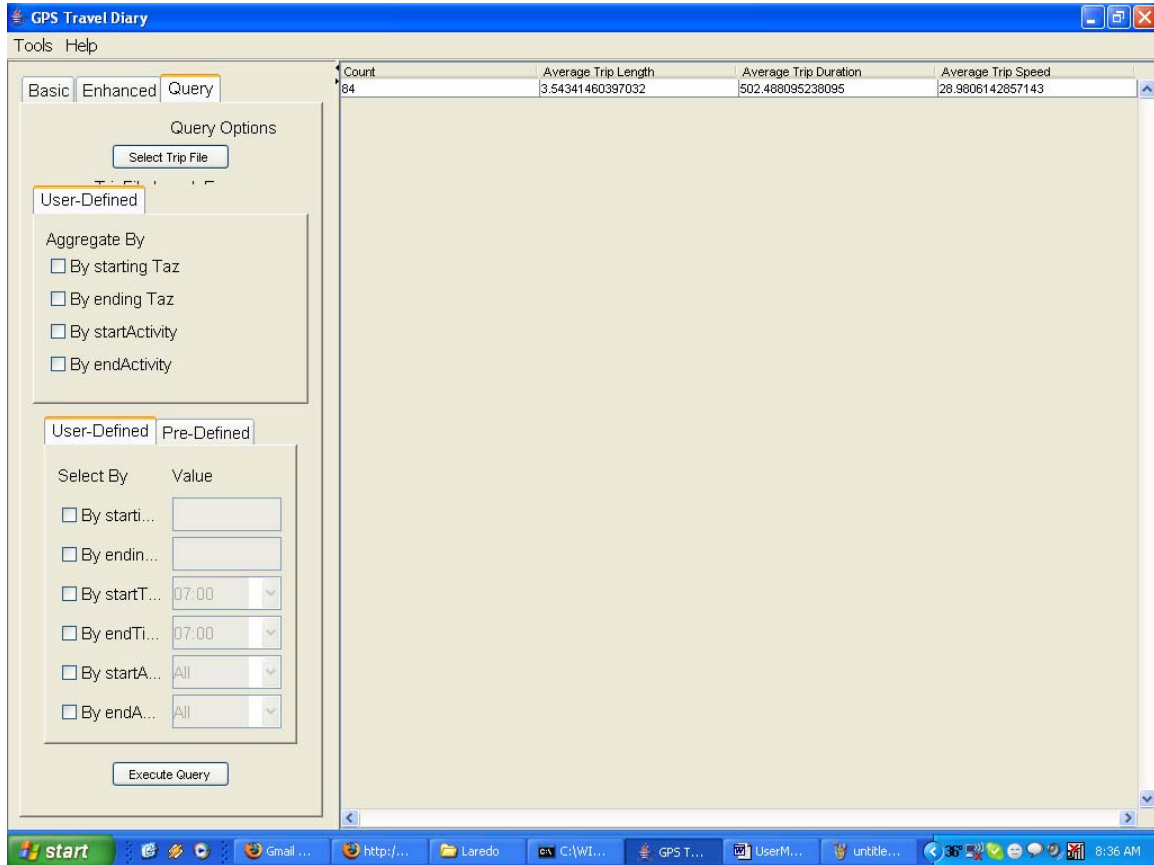 GPS Travel Diary
Tools Help
Basic Enhanced Query
Query Options
Select Trip File
User-Defined
Aggregate By
By starting Taz
By ending Taz
By startActivity
By endActivity
User-Defined Pre-Defined
Select By Value
By starti...
By endin...
By startT... 07:00
By endTi... 07:00
By startA... All
By endA... All
Execute Query
Count Average Trip Length Average Trip Duration Average Trip Speed
84 3.54341460397032 502.488095238095 28.9806142857143
start Gmail ... http:/... Laredo C:\WI... GPS T... UserM... untitle... 36° 8:36 AM